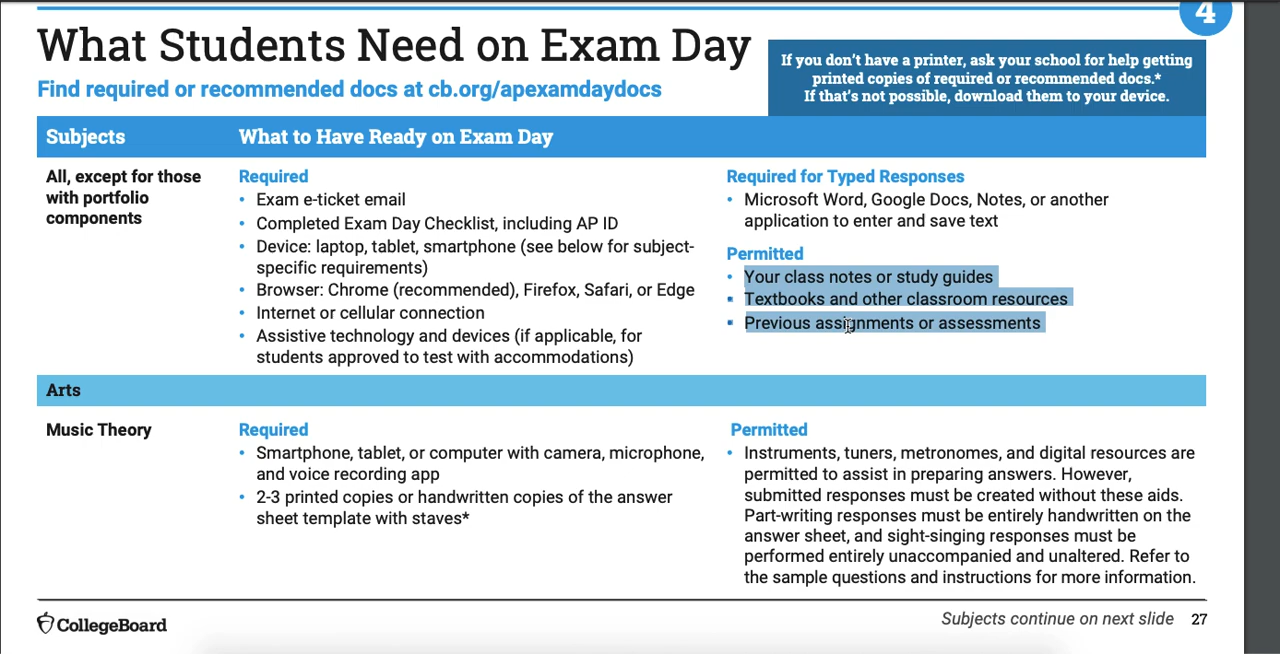 4
What Students Need on Exam Day
Find required or recommended docs at cb.org/apexamdaydocs
If you don’t have a printer, ask your school for help getting
printed copies of required or recommended docs.*
If that’s not possible, download them to your device.
Subjects
What to Have Ready on Exam Day
All, except for those
with portfolio
components
Required
• Exam e-ticket email
• Completed Exam Day Checklist, including AP ID
• Device: laptop, tablet, smartphone (see below for subject-
specific requirements)
• Browser: Chrome (recommended), Firefox, Safari, or Edge
• Internet or cellular connection
• Assistive technology and devices (if applicable, for
students approved to test with accommodations)
Required for Typed Responses
• Microsoft Word, Google Docs, Notes, or another
application to enter and save text
Permitted
• Your class notes or study guides
• Textbooks and other classroom resources
• Previous assignments or assessments
Arts
Music Theory
Required
• Smartphone, tablet, or computer with camera, microphone,
and voice recording app
• 2-3 printed copies or handwritten copies of the answer
sheet template with staves*
Permitted
• Instruments, tuners, metronomes, and digital resources are
permitted to assist in preparing answers. However,
submitted responses must be created without these aids.
Part-writing responses must be entirely handwritten on the
answer sheet, and sight-singing responses must be
performed entirely unaccompanied and unaltered. Refer to
the sample questions and instructions for more information.
CollegeBoard
Subjects continue on next slide 27